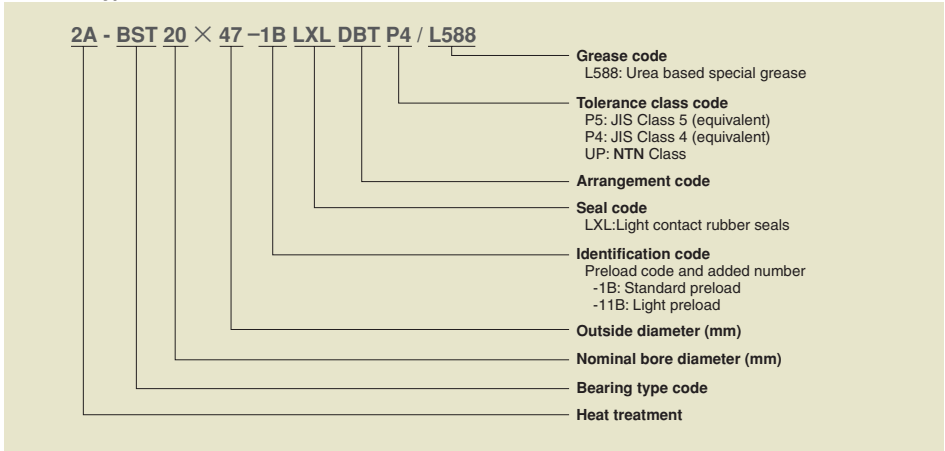 2A - BST 20 × 47 –1B LXL DBT P4 / L588
Grease code
L588: Urea based special grease
Tolerance class code
P5: JIS Class 5 (equivalent)
P4: JIS Class 4 (equivalent)
UP: NTN Class
Arrangement code
Seal code
LXL:Light contact rubber seals
Identification code
Preload code and added number
-1B: Standard preload
-11B: Light preload
Outside diameter (mm)
Nominal bore diameter (mm)
Bearing type code
Heat treatment